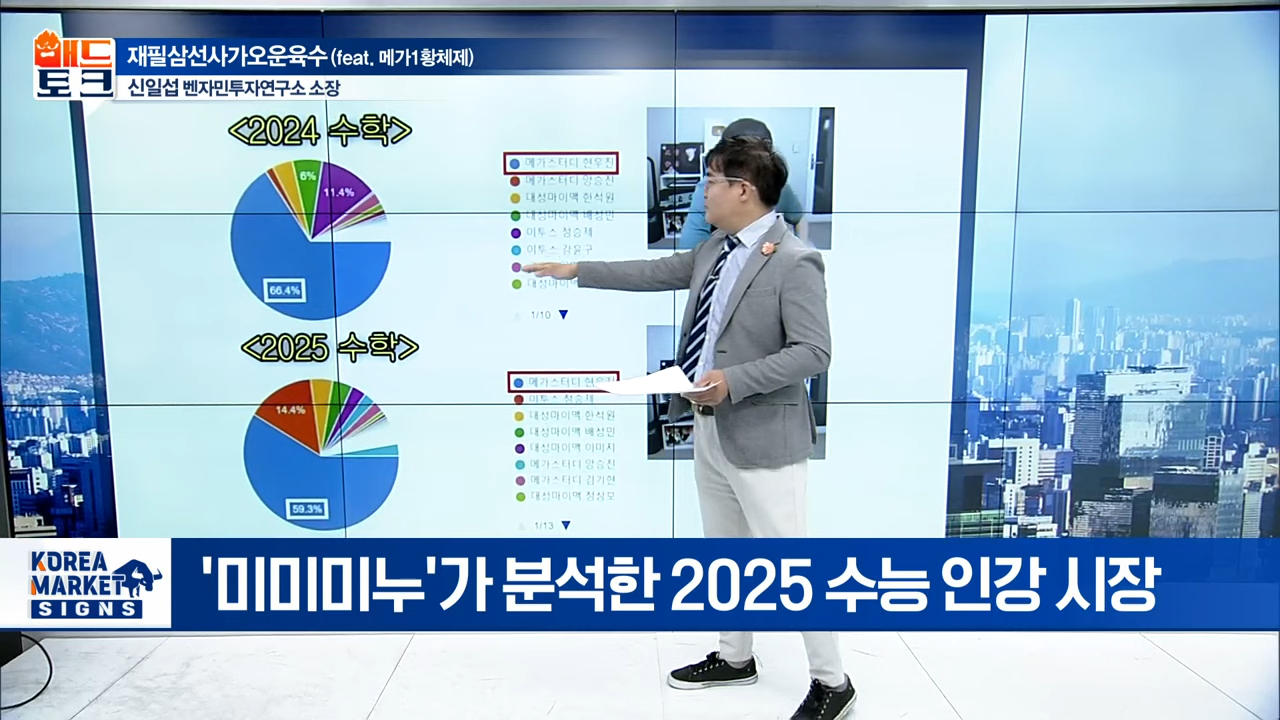 매드
토크
재필삼선사가오운육수 (feat. 메가1황체제)
신일섭 벤자민투자연구소 소장
<2024 수학>
6%
11.4%
66.4%
메가스터디 현우진
메가스터디 양승진
대성마이맥 한석원
대성마이맥 배성민
이투스 정승제
이투스 강윤구
대성마이맥
1/10
<2025 수학>
14.4%
59.3%
메가스터디 현우진
이투스 정승제
대성마이맥 한석원
대성마이맥 배성민
대성마이맥 이미지
메가스터디 양승진
메가스터디 김기현
대성마이맥 정상모
1/13
KOREA
MARKET
SIGNS
'미미미누'가 분석한 2025 수능 인강 시장